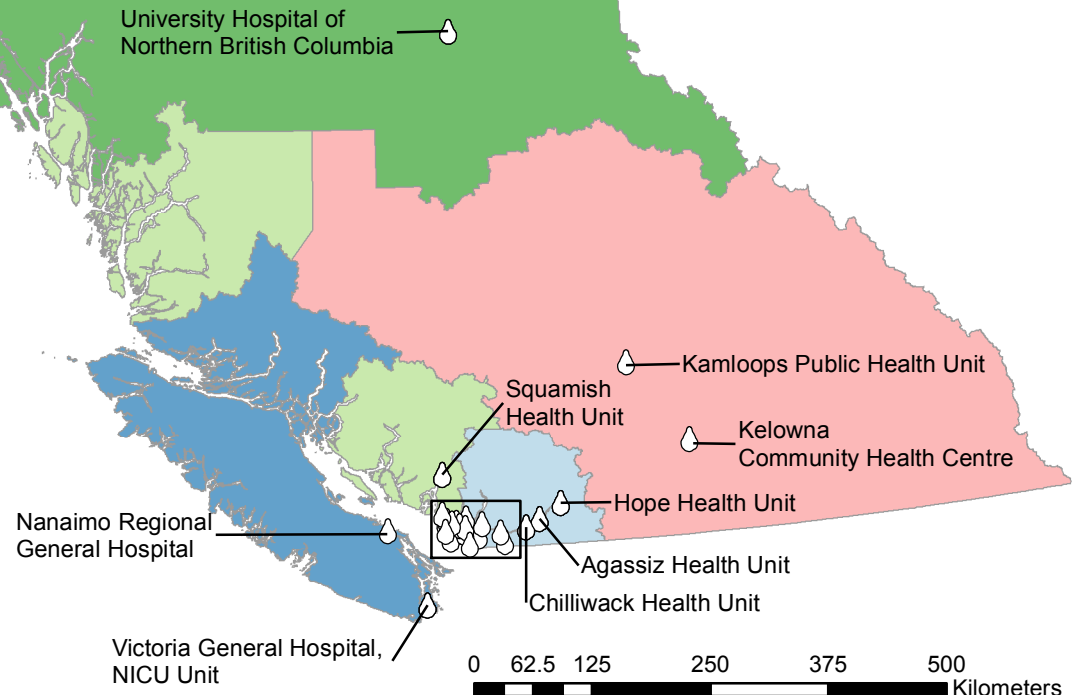 University Hospital of
Northern British Columbia
Kamloops Public Health Unit
Squamish
Health Unit
Kelowna
Community Health Centre
Hope Health Unit
Nanaimo Regional
General Hospital
Agassiz Health Unit
Chilliwack Health Unit
Victoria General Hospital,
NICU Unit
0 62.5 125 250 375 500
Kilometers